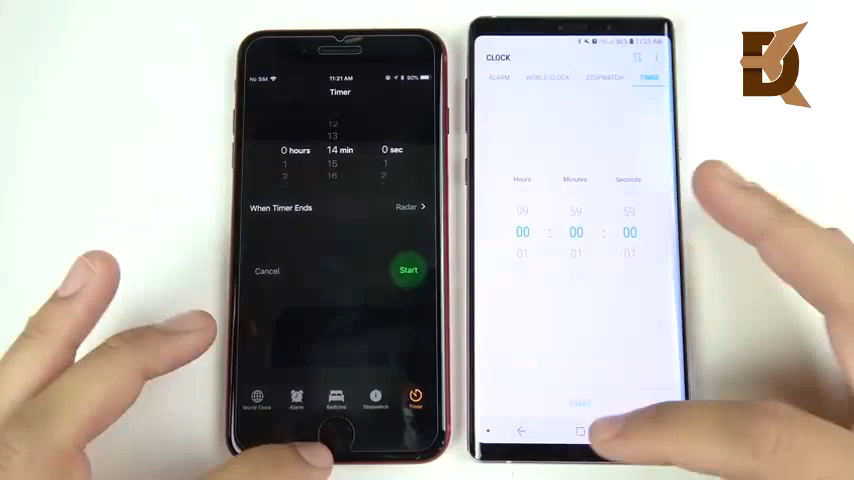 No SIM 11:21 AM 90%
Timer
12
13
0 hours 14 min 0 sec
1 15 1
2 16 2
When Timer Ends Radar >
Cancel Start
World Clock Alarm Bedtime Stopwatch Timer
96% 11:21 AM
CLOCK
ALARM WORLD CLOCK STOPWATCH TIMER
Hours Minutes Seconds
99 59 59
00 : 00 : 00
01 01 01
START
D